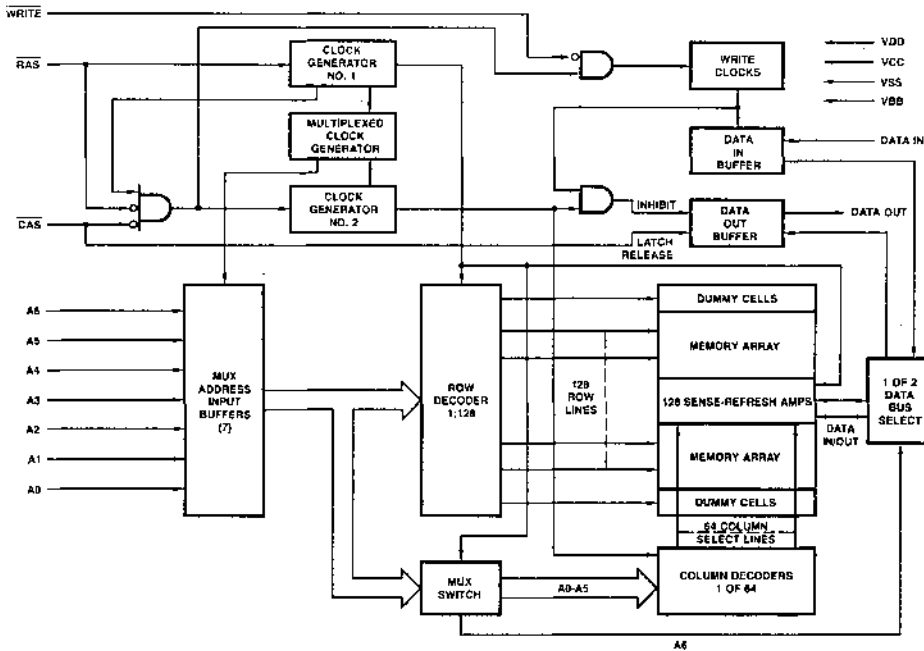 WRITE
RAS
CAS
CLOCK
GENERATOR
NO. 1
MULTIPLEXED
CLOCK
GENERATOR
CLOCK
GENERATOR
NO. 2
WRITE
CLOCKS
VDD
VCC
VSS
VBB
DATA
IN
BUFFER
DATA IN
INHIBIT
DATA
OUT
BUFFER
DATA OUT
LATCH
RELEASE
A6
A5
A4
A3
A2
A1
A0
MUX
ADDRESS
INPUT
BUFFERS
(7)
ROW
DECODER
1:128
128
ROW
LINES
DUMMY CELLS
MEMORY ARRAY
128 SENSE-REFRESH AMPS
MEMORY ARRAY
DUMMY CELLS
DATA
IN/OUT
1 OF 2
DATA
BUS
SELECT
64 COLUMN
SELECT LINES
MUX
SWITCH
A0-A5
COLUMN DECODERS
1 OF 64
A6